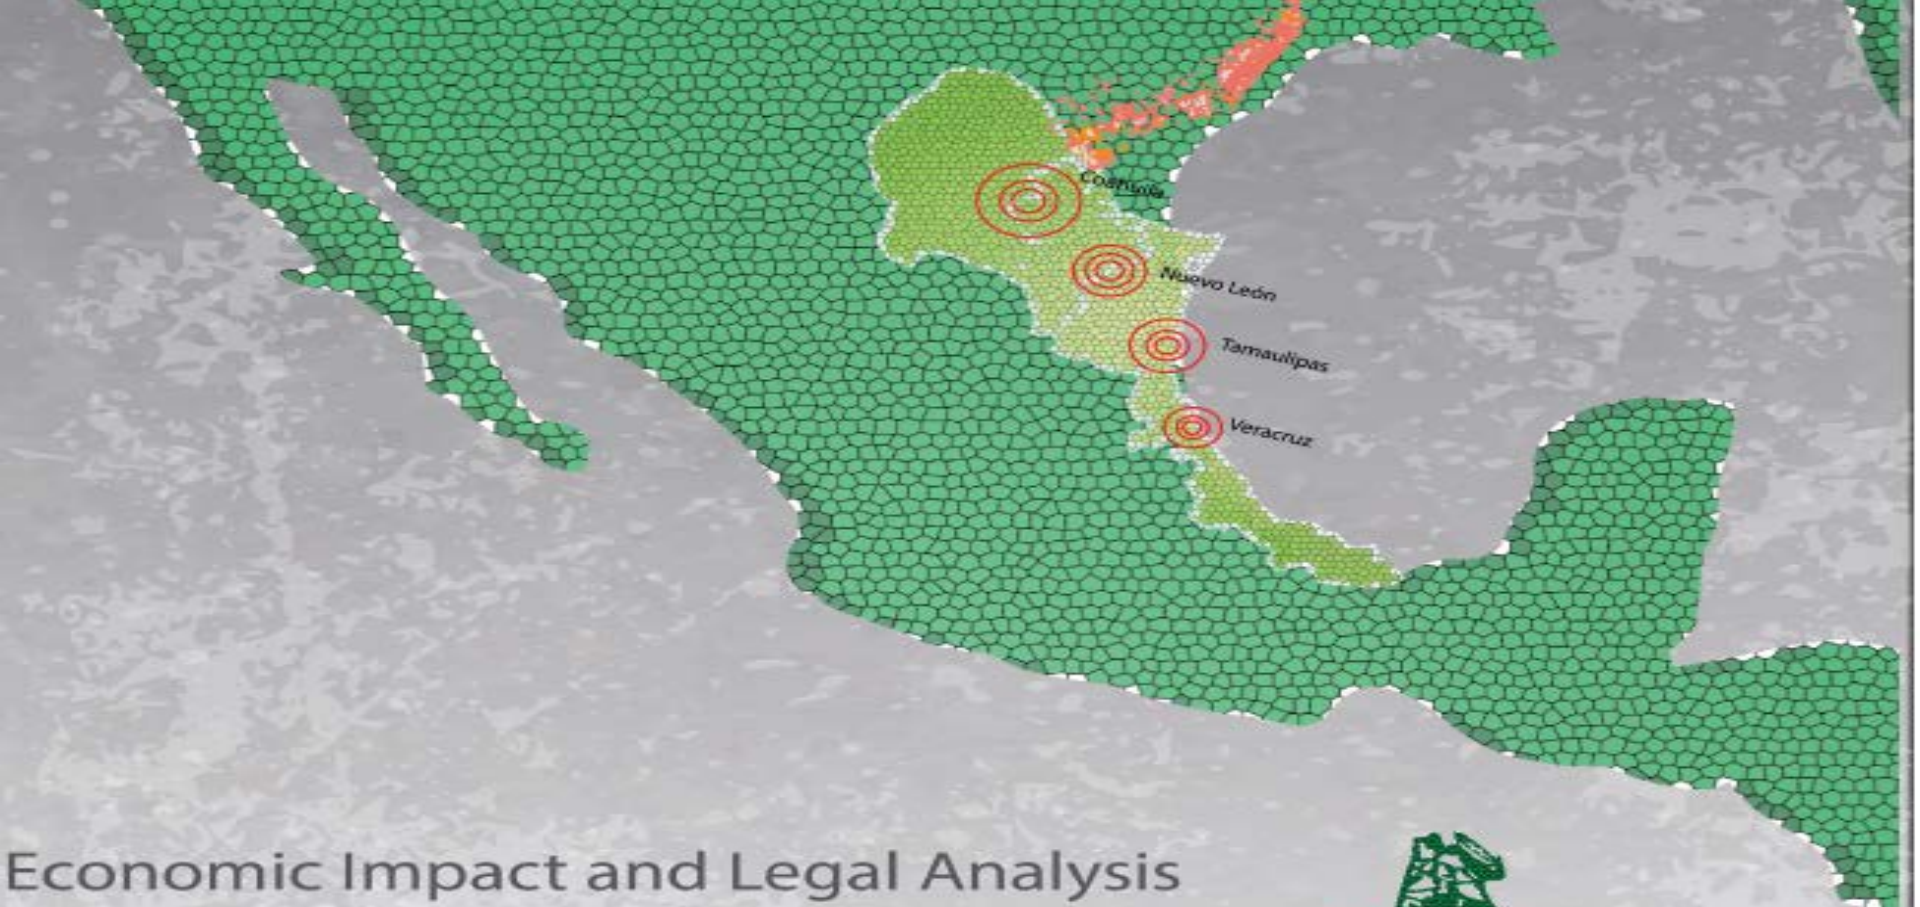 Coahuila
Nuevo León
Tamaulipas
Veracruz
Economic Impact and Legal Analysis